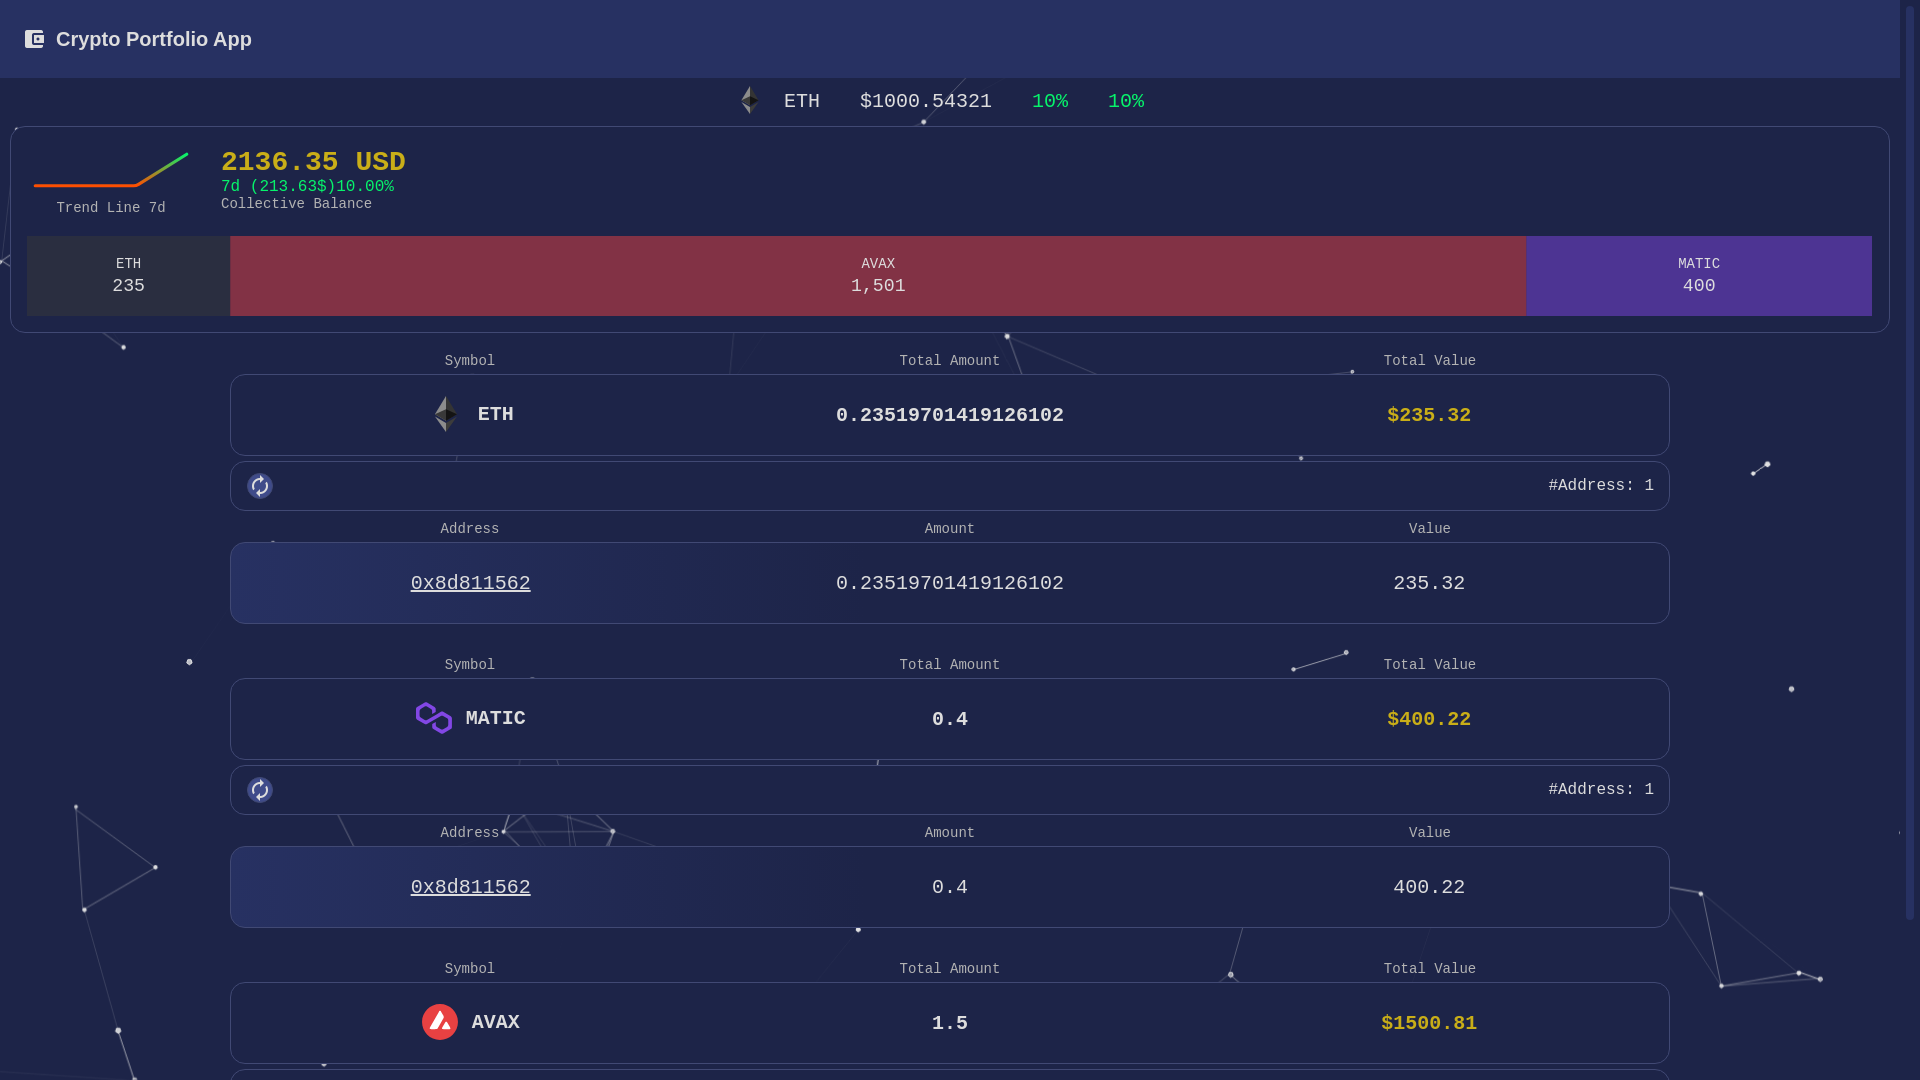 Crypto Portfolio App
ETH $1000.54321 10% 10%
2136.35 USD
7d (213.63$)10.00%
Collective Balance
Trend Line 7d
ETH AVAX MATIC
235 1,501 400
Symbol Total Amount Total Value
ETH 0.23519701419126102 $235.32
#Address: 1
Address Amount Value
0x8d811562 0.23519701419126102 235.32
Symbol Total Amount Total Value
MATIC 0.4 $400.22
#Address: 1
Address Amount Value
0x8d811562 0.4 400.22
Symbol Total Amount Total Value
AVAX 1.5 $1500.81